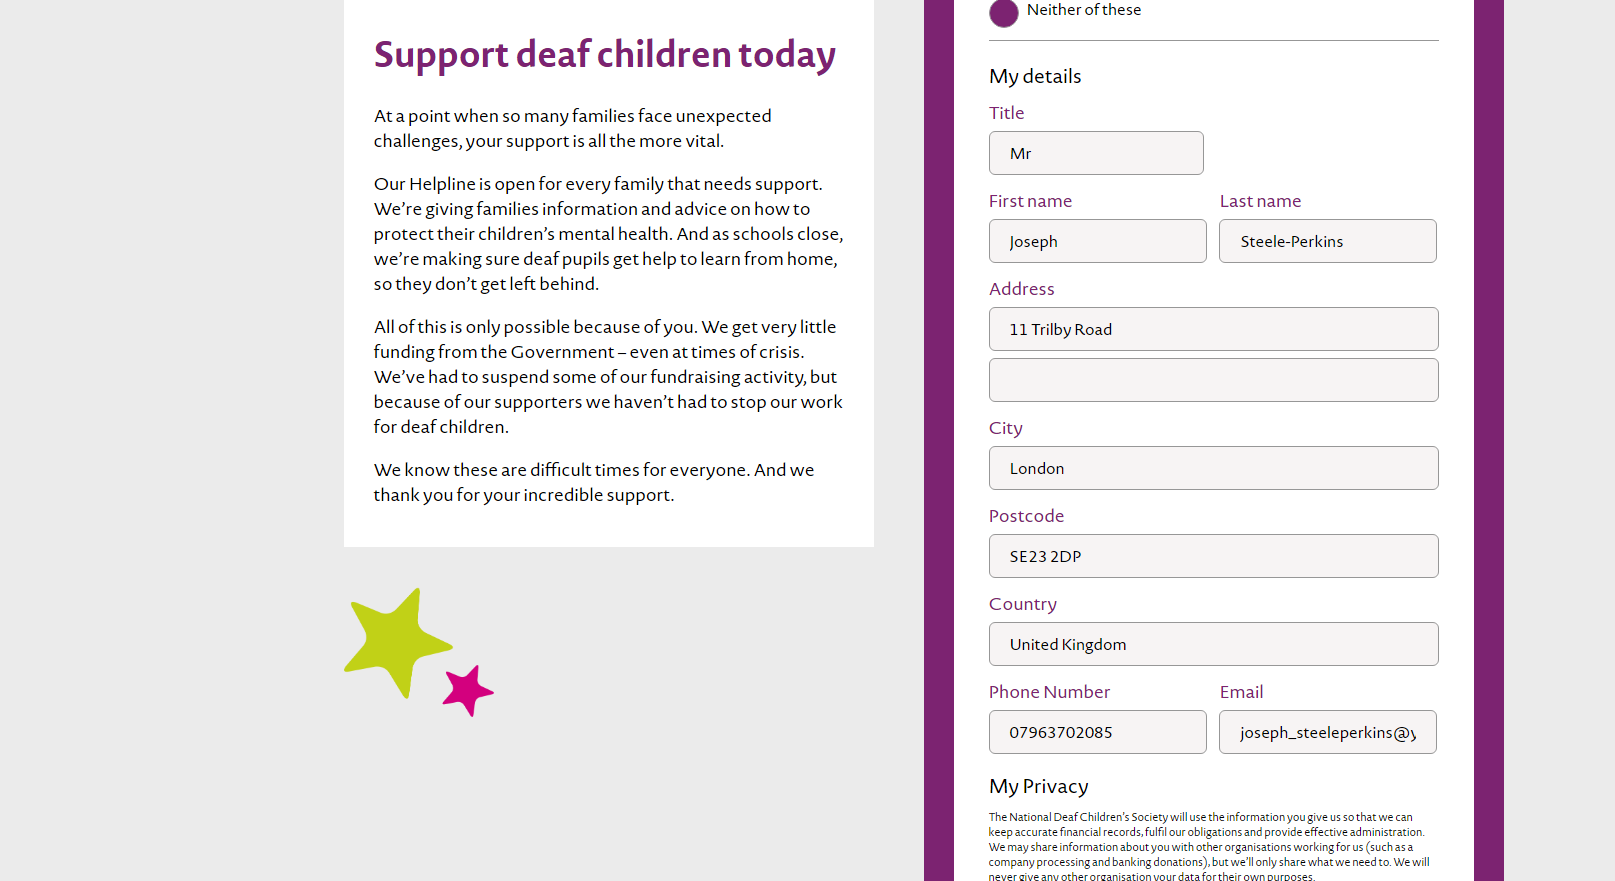 Support deaf children today
At a point when so many families face unexpected
challenges, your support is all the more vital.
Our Helpline is open for every family that needs support.
We're giving families information and advice on how to
protect their children's mental health. And as schools close,
we're making sure deaf pupils get help to learn from home,
so they don't get left behind.
All of this is only possible because of you. We get very little
funding from the Government – even at times of crisis.
We've had to suspend some of our fundraising activity, but
because of our supporters we haven't had to stop our work
for deaf children.
We know these are difficult times for everyone. And we
thank you for your incredible support.
Neither of these
My details
Title
Mr
First name Last name
Joseph Steele-Perkins
Address
11 Trilby Road
City
London
Postcode
SE23 2DP
Country
United Kingdom
Phone Number Email
07963702085 joseph_steeleperkins@y
My Privacy
The National Deaf Children's Society will use the information you give us so that we can
keep accurate financial records, fulfil our obligations and provide effective administration.
We may share information about you with other organisations working for us (such as a
company processing and banking donations), but we'll only share what we need to. We will
never give any other organisation your data for their own purposes.